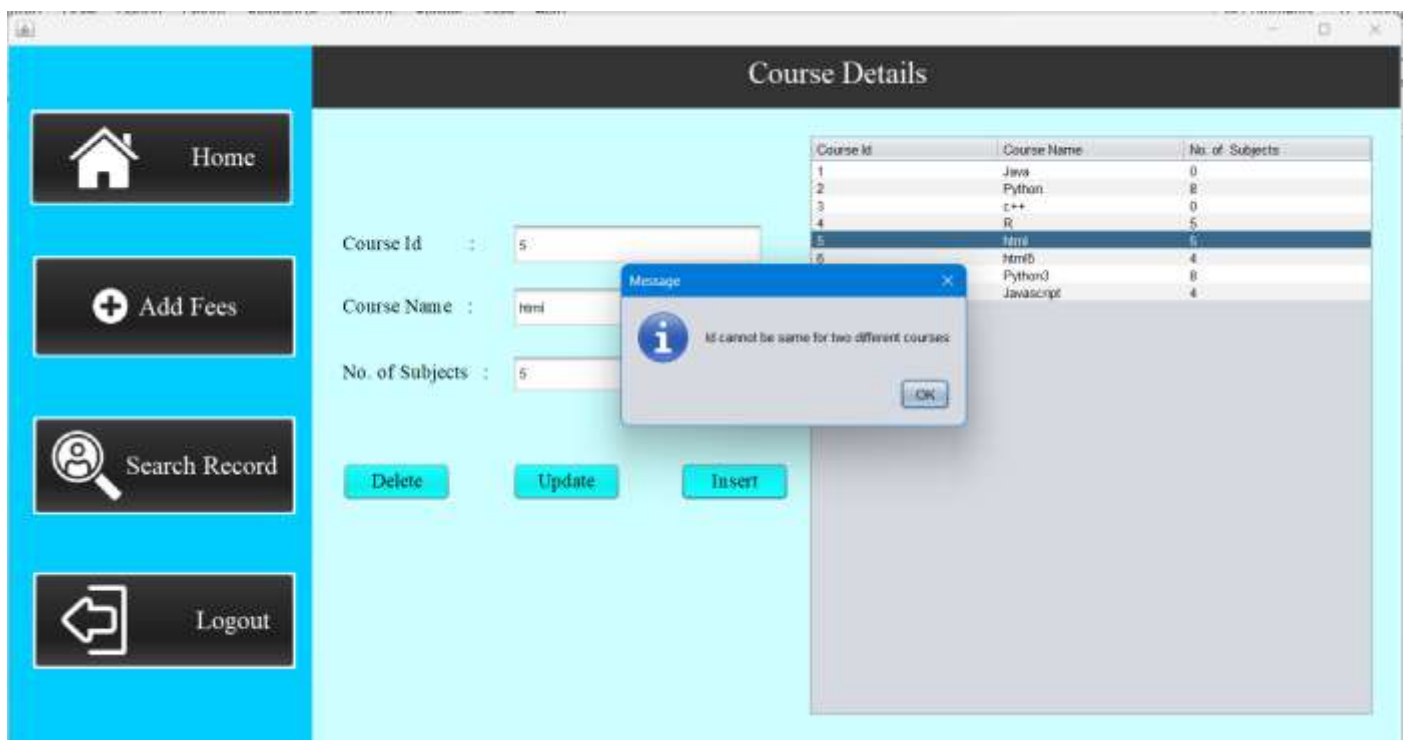 Course Details
Home
Add Fees
Search Record
Logout
Course Id :
5
Course Name :
html
No. of Subjects :
5
Delete
Update
Insert
Course Id Course Name No. of Subjects
1 Java 0
2 Python 8
3 c++ 0
4 R 5
5 html 5
6 html5 4
Python3 8
Javascript 4
Message
Id cannot be same for two different courses
OK